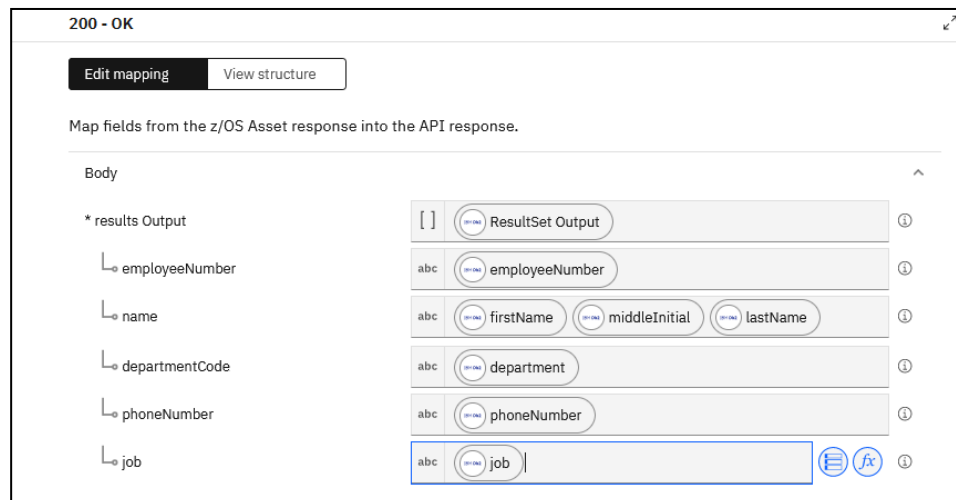 200 - OK
Edit mapping View structure
Map fields from the z/OS Asset response into the API response.
Body
* results Output [ ] ResultSet Output
employeeNumber abc employeeNumber
name abc firstName middleInitial lastName
departmentCode abc department
phoneNumber abc phoneNumber
job abc job fx